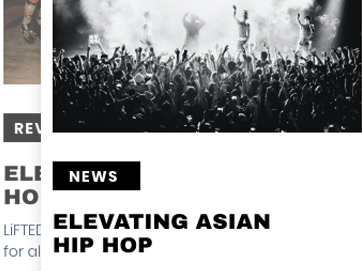 REV
ELE
HO
LiFTED
for al
NEWS
ELEVATING ASIAN
HIP HOP